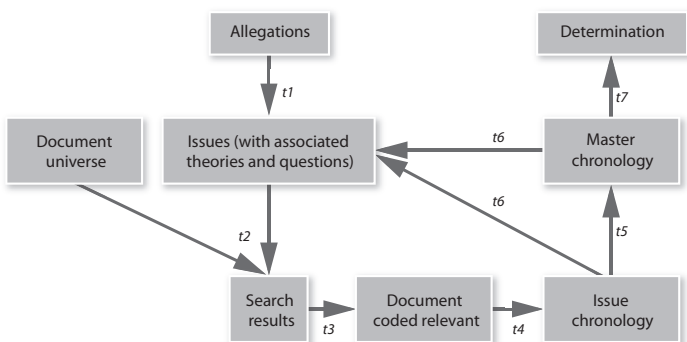 Allegations
Determination
t1
t7
Document
universe
Issues (with associated
theories and questions)
t6
Master
chronology
t6
t2
t5
Search
results
t3
Document
coded relevant
t4
Issue
chronology